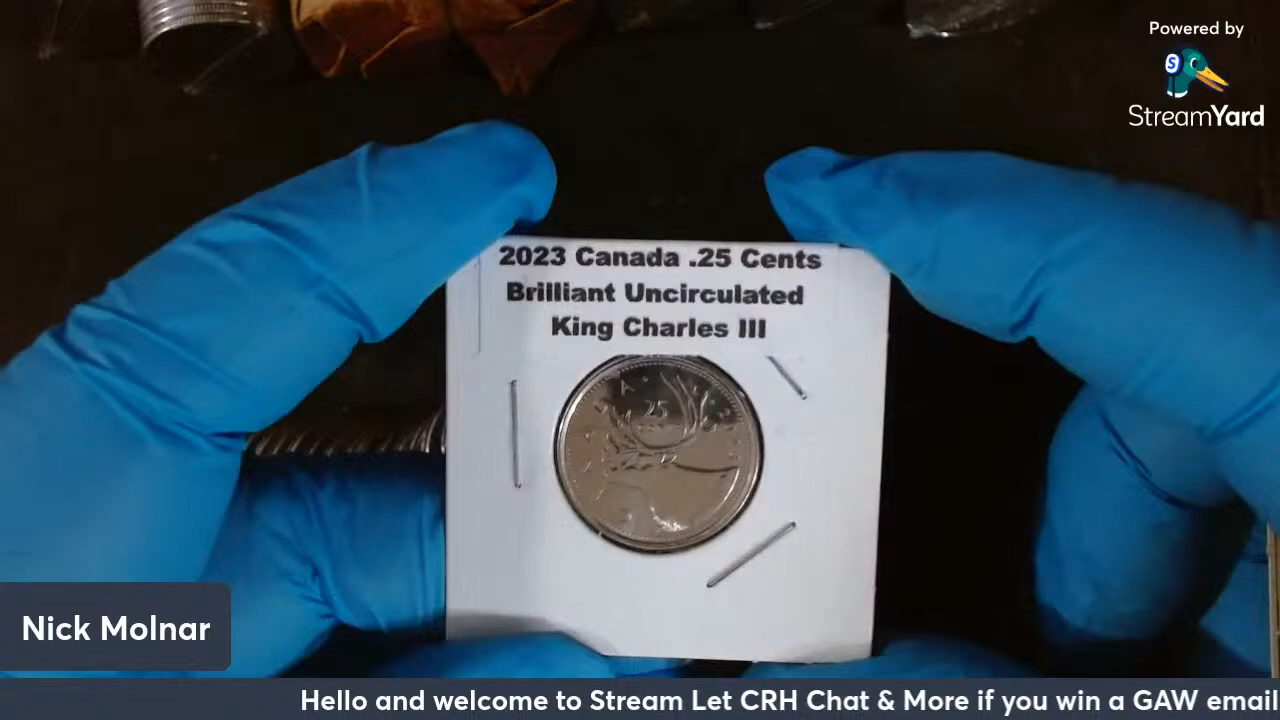 Powered by
S
StreamYard
2023 Canada .25 Cents
Brilliant Uncirculated
King Charles III
25
Nick Molnar
Hello and welcome to Stream Let CRH Chat & More if you win a GAW email